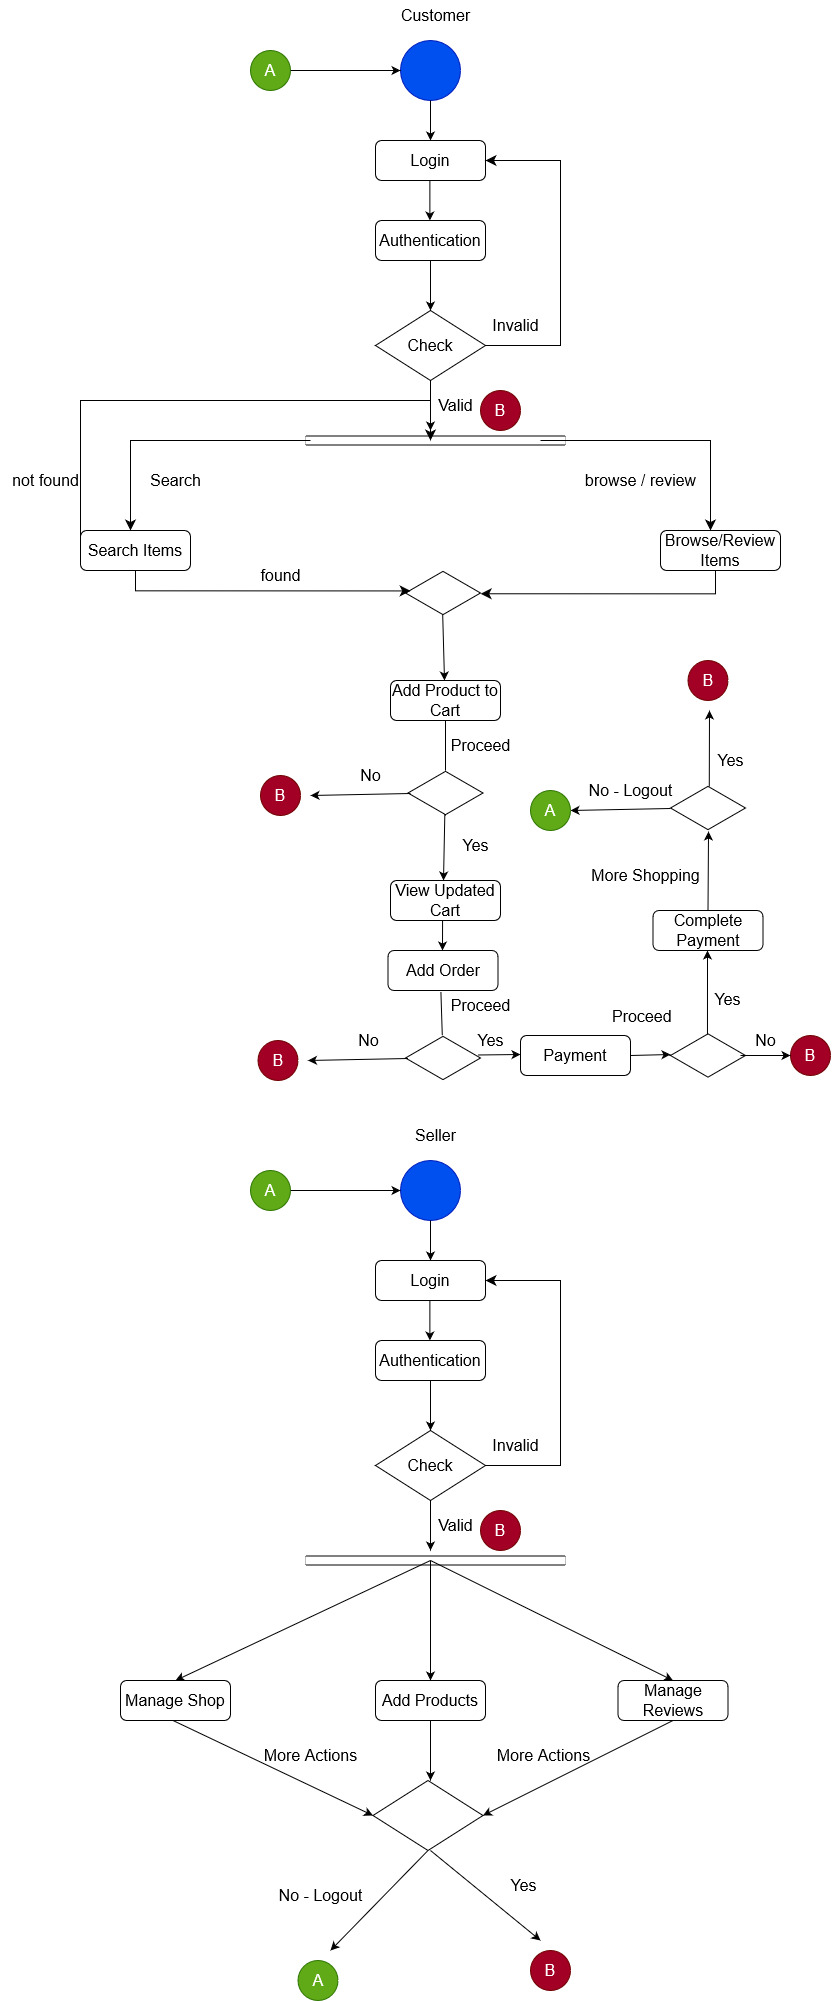 Customer
A
Login
Authentication
Invalid
Check
Valid
B
not found
Search
browse / review
Search Items
Browse/Review
Items
found
Add Product to
Cart
B
Proceed
No
B
Yes
No - Logout
A
Yes
More Shopping
View Updated
Cart
Complete
Payment
Add Order
Proceed
Yes
Proceed
No
B
Yes
Payment
No
B
Seller
A
Login
Authentication
Invalid
Check
Valid
B
Manage Shop
Add Products
Manage
Reviews
More Actions
More Actions
No - Logout
Yes
A
B